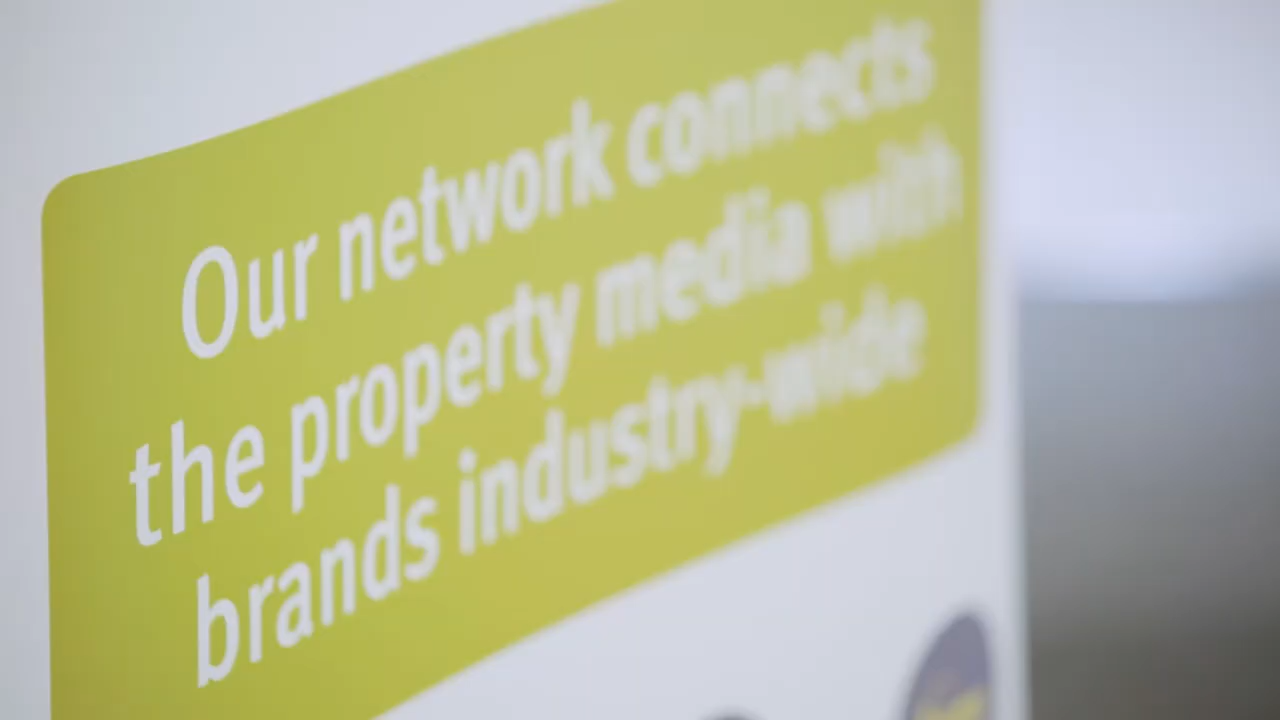 Our network connects
the property media with
brands industry-wide